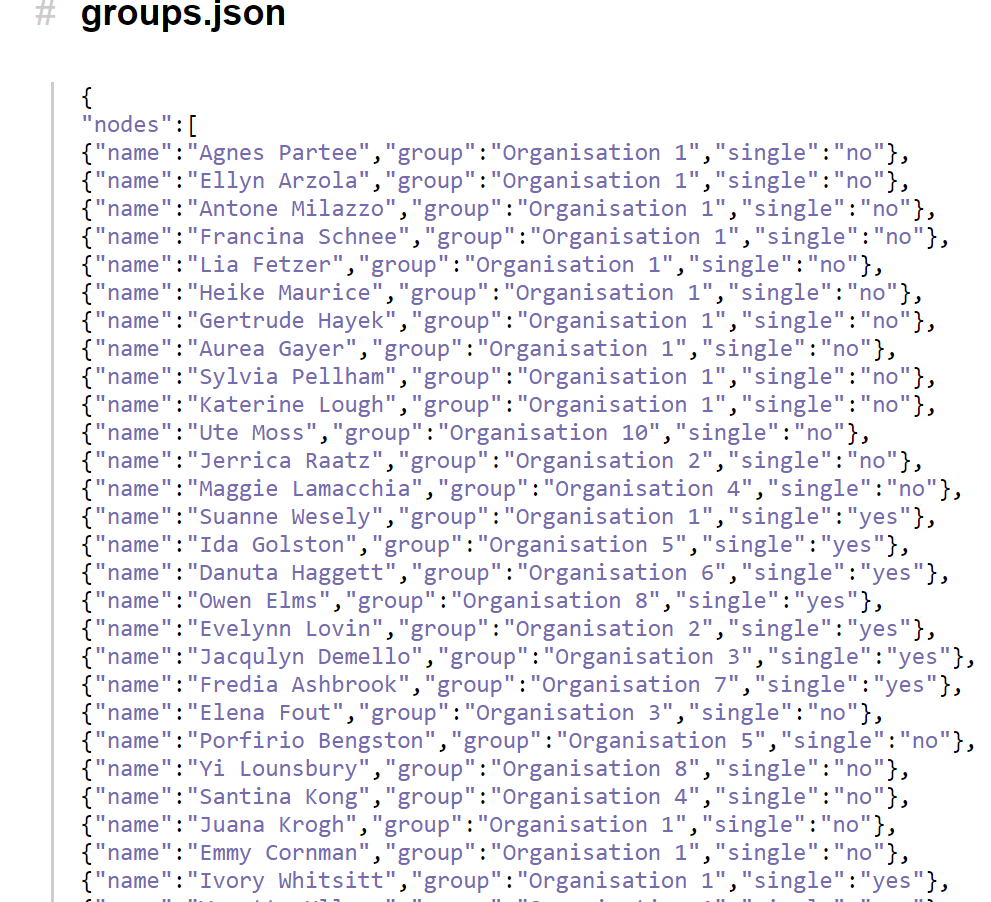 # groups.json
{
"nodes":[
{"name":"Agnes Partee","group":"Organisation 1","single":"no"},
{"name":"Ellyn Arzola","group":"Organisation 1","single":"no"},
{"name":"Antone Milazzo","group":"Organisation 1","single":"no"},
{"name":"Francina Schnee","group":"Organisation 1","single":"no"},
{"name":"Lia Fetzer","group":"Organisation 1","single":"no"},
{"name":"Heike Maurice","group":"Organisation 1","single":"no"},
{"name":"Gertrude Hayek","group":"Organisation 1","single":"no"},
{"name":"Aurea Gayer","group":"Organisation 1","single":"no"},
{"name":"Sylvia Pellham","group":"Organisation 1","single":"no"},
{"name":"Katerine Lough","group":"Organisation 1","single":"no"},
{"name":"Ute Moss","group":"Organisation 10","single":"no"},
{"name":"Jerrica Raatz","group":"Organisation 2","single":"no"},
{"name":"Maggie Lamacchia","group":"Organisation 4","single":"no"},
{"name":"Suanne Wesely","group":"Organisation 1","single":"yes"},
{"name":"Ida Golston","group":"Organisation 5","single":"yes"},
{"name":"Danuta Haggett","group":"Organisation 6","single":"yes"},
{"name":"Owen Elms","group":"Organisation 8","single":"yes"},
{"name":"Evelynn Lovin","group":"Organisation 2","single":"yes"},
{"name":"Jacqulyn Demello","group":"Organisation 3","single":"yes"},
{"name":"Fredia Ashbrook","group":"Organisation 7","single":"yes"},
{"name":"Elena Fout","group":"Organisation 3","single":"no"},
{"name":"Porfirio Bengston","group":"Organisation 5","single":"no"},
{"name":"Yi Lounsbury","group":"Organisation 8","single":"no"},
{"name":"Santina Kong","group":"Organisation 4","single":"no"},
{"name":"Juana Krogh","group":"Organisation 1","single":"no"},
{"name":"Emmy Cornman","group":"Organisation 1","single":"no"},
{"name":"Ivory Whitsitt","group":"Organisation 1","single":"yes"},